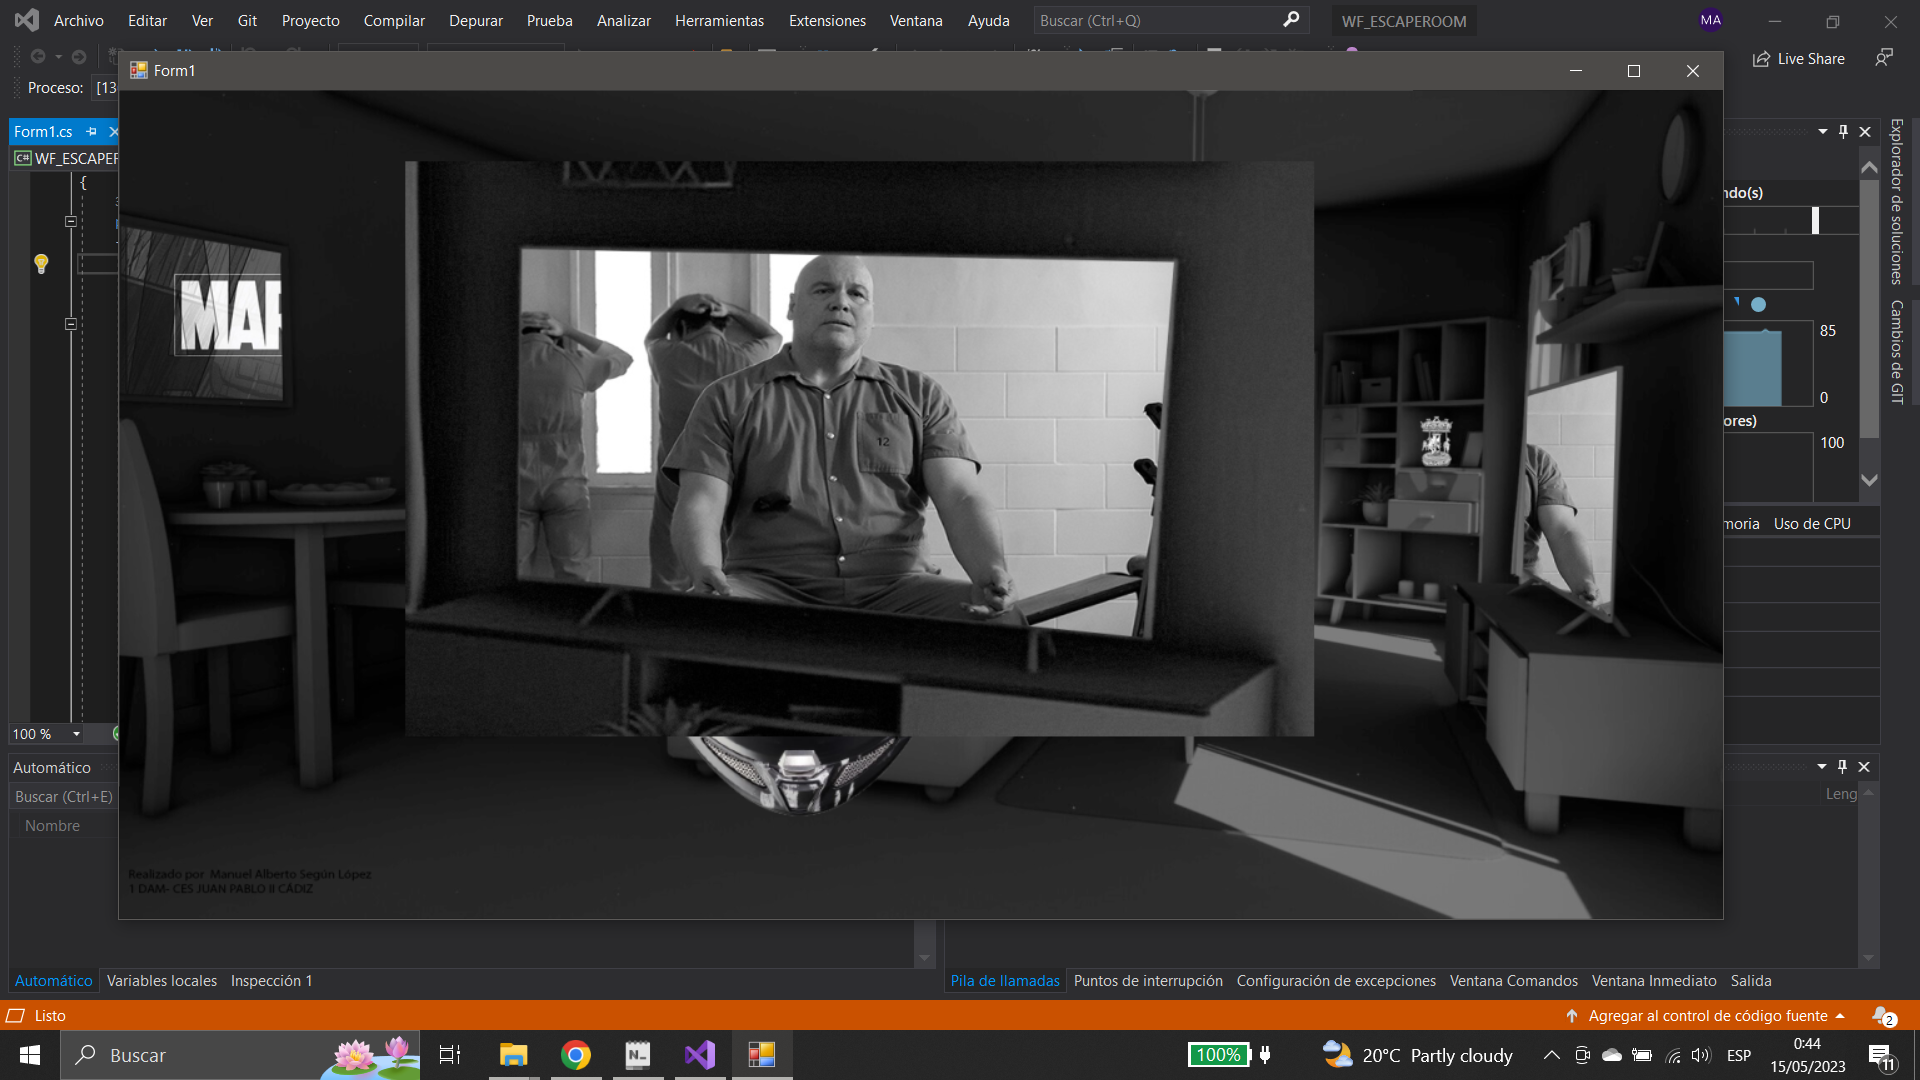 Archivo Editar Ver Git Proyecto Compilar Depurar Prueba Analizar Herramientas Extensiones Ventana Ayuda Buscar (Ctrl+Q) WF_ESCAPEROOM MA
Form1
Live Share
Proceso: [13
Form1.cs
C# WF_ESCAPER
{
ndo(s)
Explorador de soluciones
Cambios de GIT
MAR
85
0
ores)
100
12
moria Uso de CPU
100 %
Automático
Buscar (Ctrl+E)
Leng
Nombre
Realizado por Manuel Alberto Según López
1 DAM- CES JUAN PABLO II CÁDIZ
Automático Variables locales Inspección 1
Pila de llamadas Puntos de interrupción Configuración de excepciones Ventana Comandos Ventana Inmediato Salida
Listo
Agregar al control de código fuente
2
Buscar
N
100%
20°C Partly cloudy
ESP
0:44
15/05/2023
11